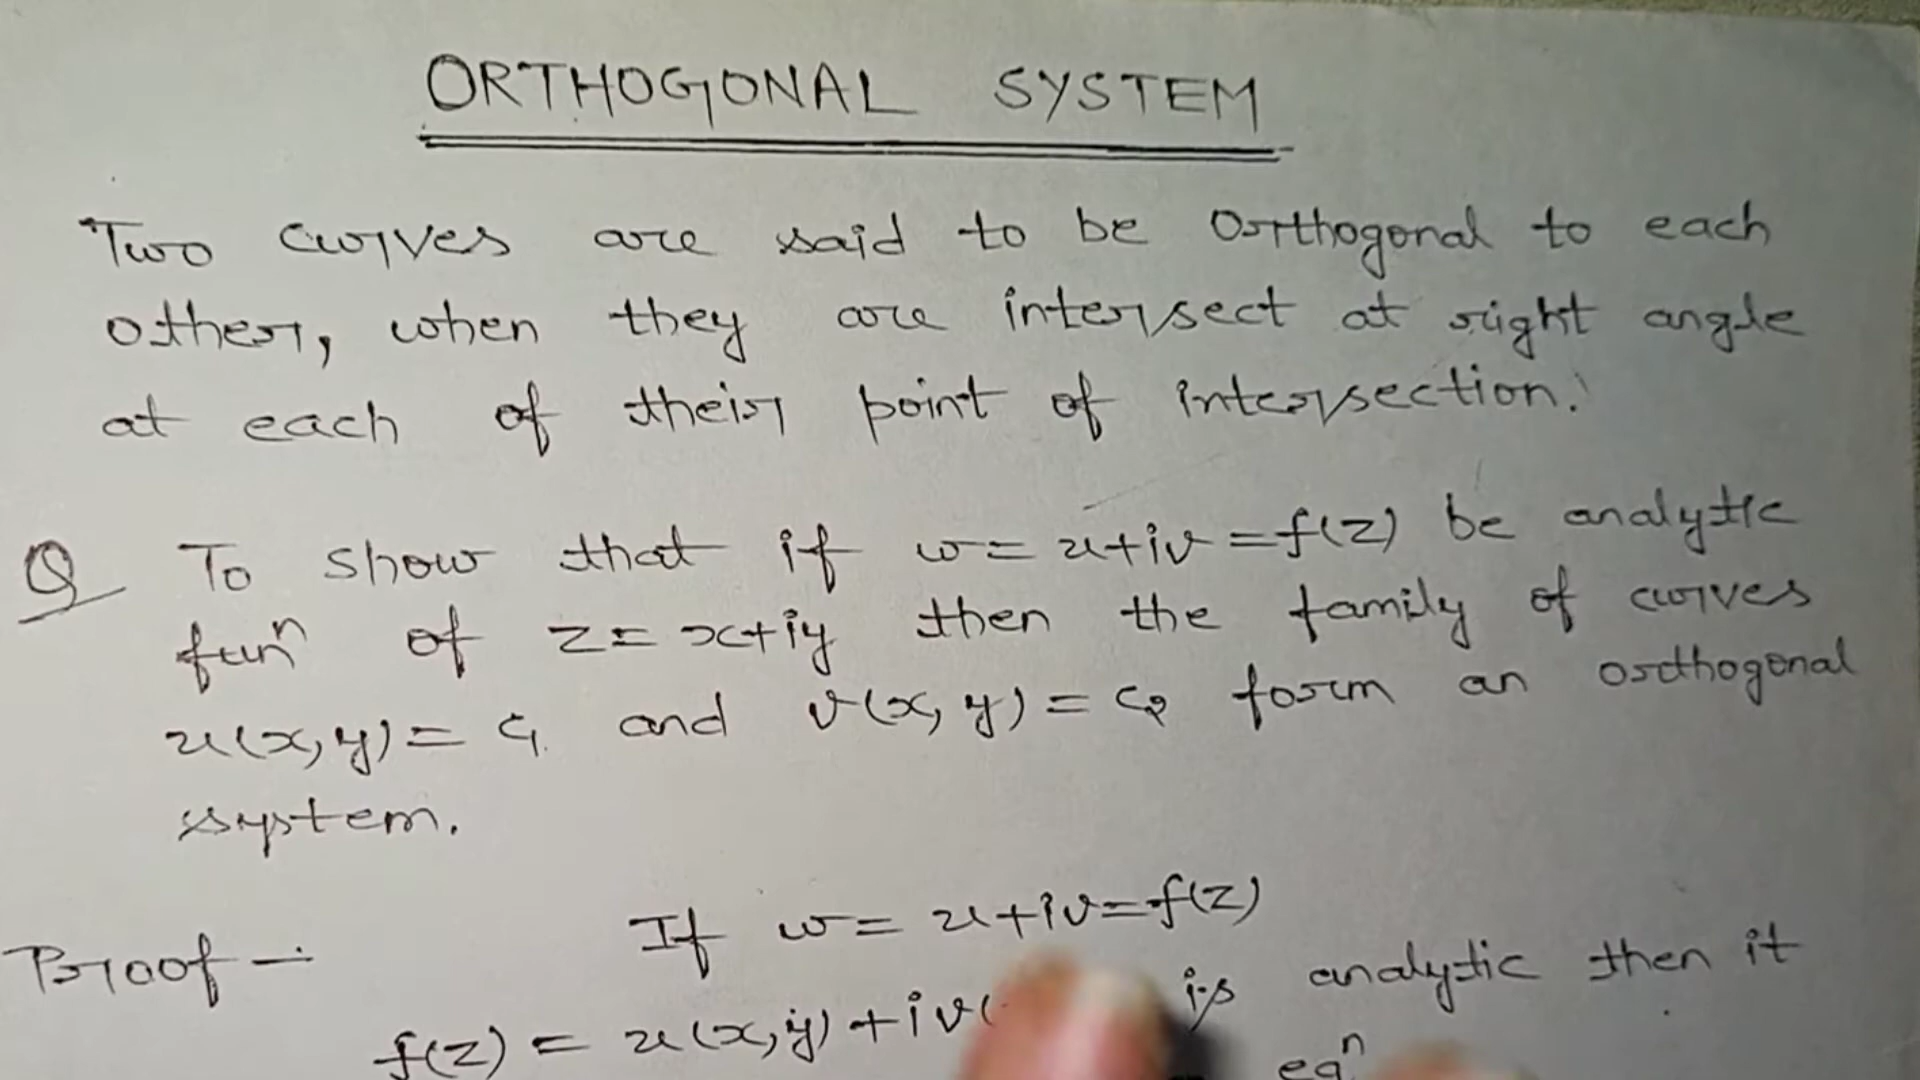 ORTHOGONAL SYSTEM
Two curves are said to be Orthogonal to each
other, when they are intersect at right angle
at each of their point of intersection.
Q To show that if w = u+iv = f(z) be analytic
funⁿ of z = x+iy then the family of curves
u(x,y) = c₁ and v(x,y) = c₂ form an orthogonal
system.
Proof - If w = u+iv = f(z)
f(z) = u(x,y) + iv( is analytic then it
eqⁿ